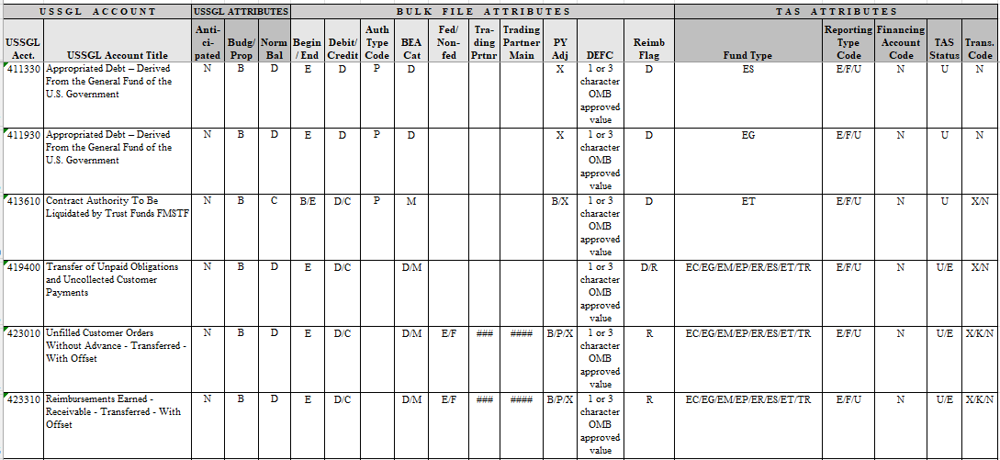 USSGL ACCOUNT USSGL ATTRIBUTES BULK FILE ATTRIBUTES TAS ATTRIBUTES
USSGL Acct. USSGL Account Title Anti-ci-pated Budg/Prop Norm Bal Begin/End Debit/Credit Auth Type Code BEA Cat Fed/Non-fed Tra-ding Prtnr Trading Partner Main PY Adj DEFC Reimb Flag Fund Type Reporting Type Code Financing Account Code TAS Status Trans. Code
411330 Appropriated Debt – Derived N B D E D P D X 1 or 3 D ES E/F/U N U N
From the General Fund of the character
U.S. Government OMB
approved
value
411930 Appropriated Debt – Derived N B D E D P D X 1 or 3 D EG E/F/U N U N
From the General Fund of the character
U.S. Government OMB
approved
value
413610 Contract Authority To Be N B C B/E D/C P M B/X 1 or 3 D ET E/F/U N U X/N
Liquidated by Trust Funds FMSTF character
OMB
approved
value
419400 Transfer of Unpaid Obligations N B D E D/C D/M 1 or 3 D/R EC/EG/EM/EP/ER/ES/ET/TR E/F/U N U/E X/N
and Uncollected Customer character
Payments OMB
approved
value
423010 Unfilled Customer Orders N B D E D/C D/M E/F ### #### B/P/X 1 or 3 R EC/EG/EM/EP/ER/ES/ET/TR E/F/U N U/E X/K/N
Without Advance - Transferred - character
With Offset OMB
approved
value
423310 Reimbursements Earned - N B D E D/C D/M E/F ### #### B/P/X 1 or 3 R EC/EG/EM/EP/ER/ES/ET/TR E/F/U N U/E X/K/N
Receivable - Transferred - With character
Offset OMB
approved
value